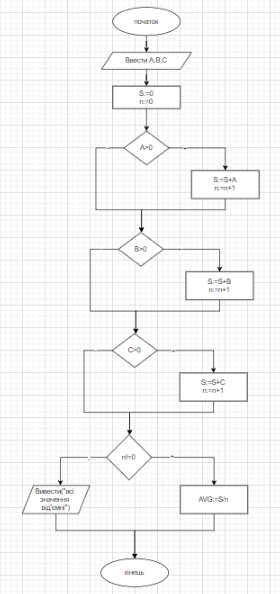 початок
Ввести A,B,C
S:=0
n:=0
A>0
S:=S+A
n:=n+1
B>0
S:=S+B
n:=n+1
C>0
S:=S+C
n:=n+1
n!=0
Вивести("всі
значення
від'ємні")
AVG:=S/n
кінець